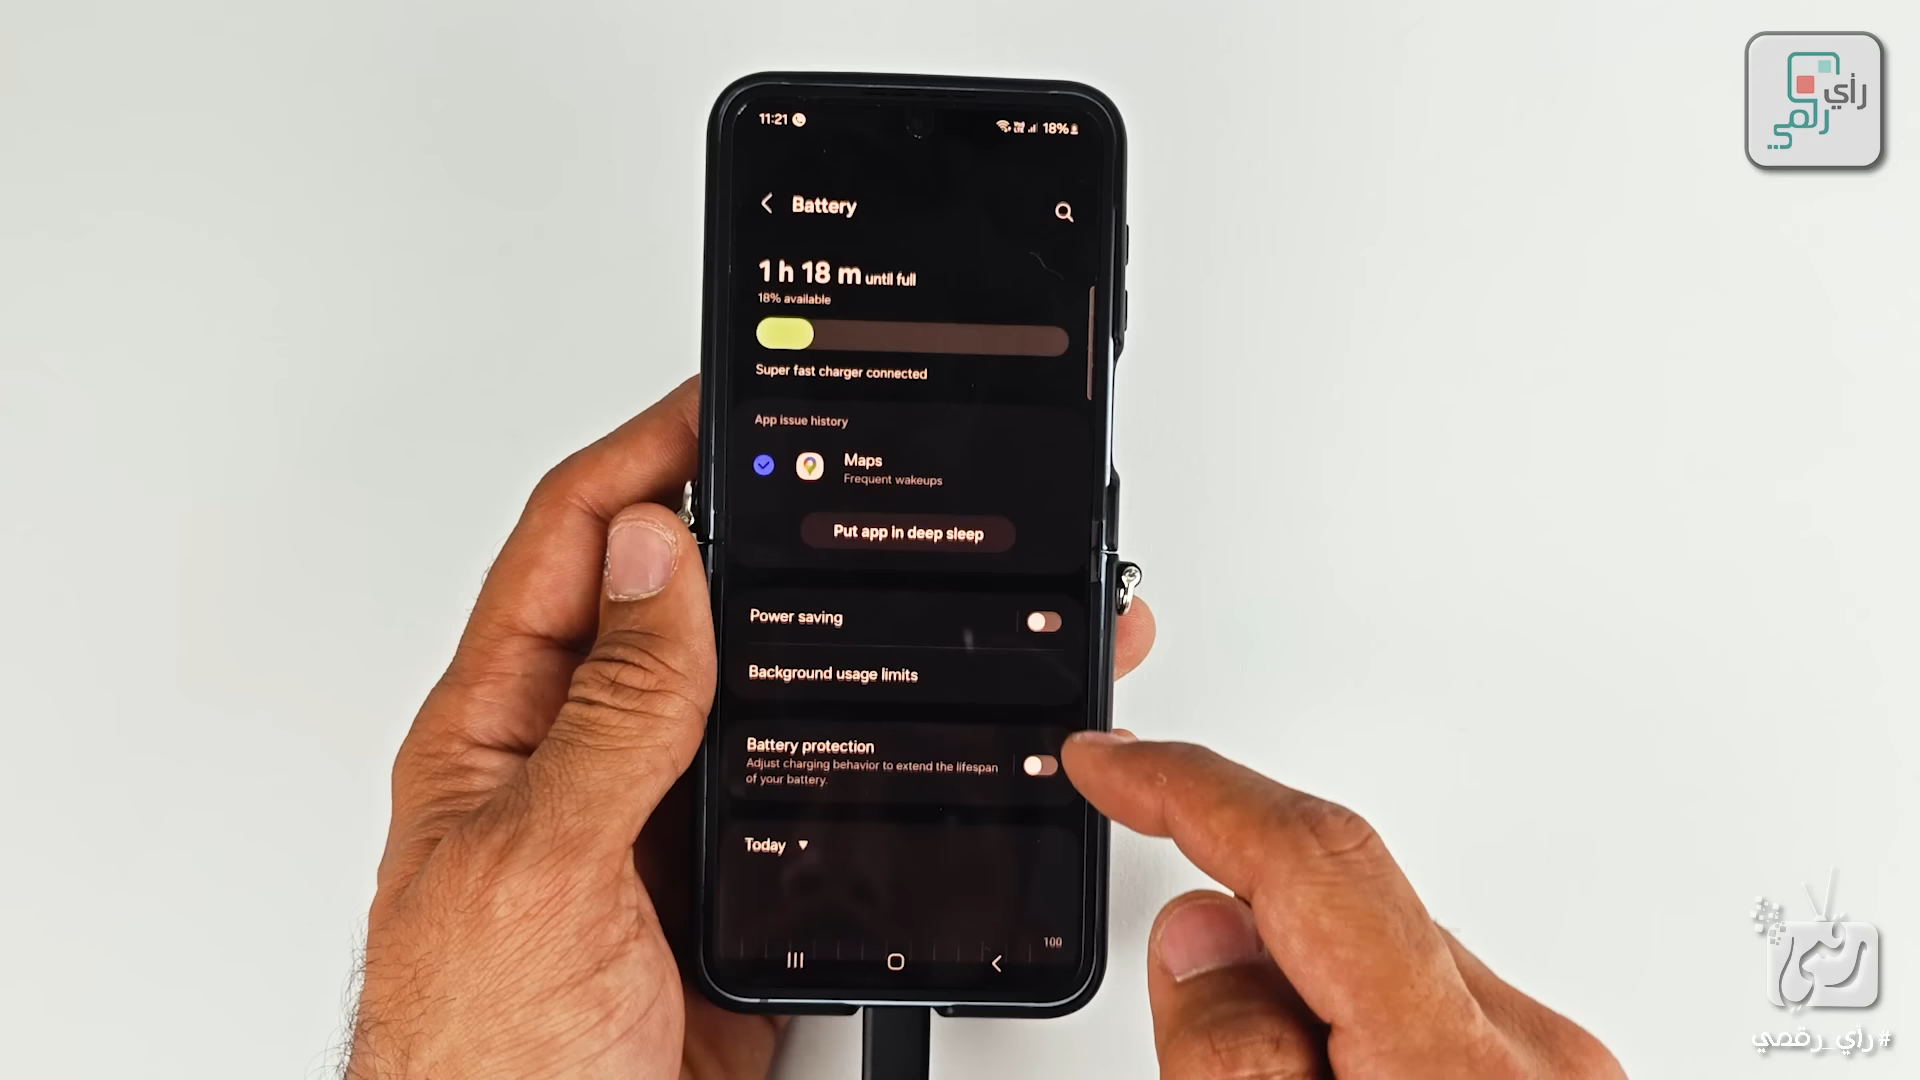 رأي
رقمي
11:21
18%
Battery
1 h 18 m until full
18% available
Super fast charger connected
App issue history
Maps
Frequent wakeups
Put app in deep sleep
Power saving
Background usage limits
Battery protection
Adjust charging behavior to extend the lifespan
of your battery.
Today
100
رقمي
#رأي_رقمي